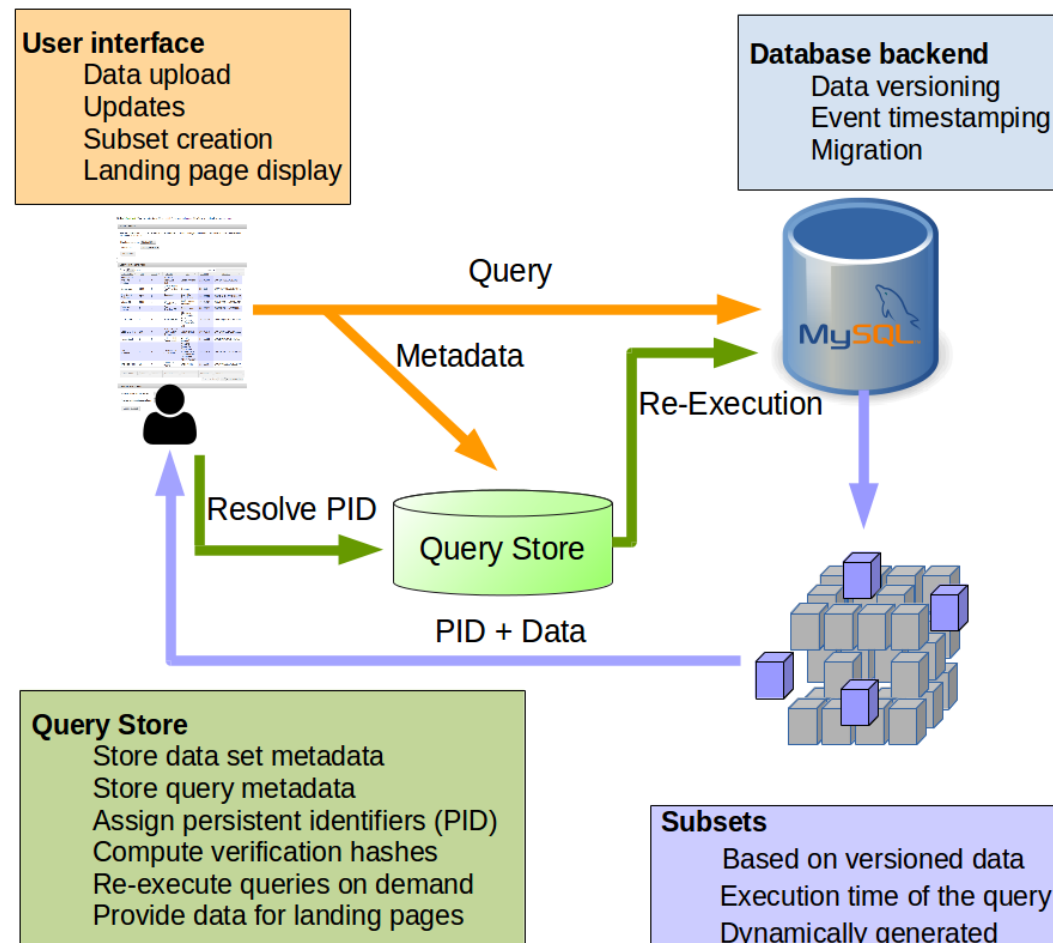 User interface
Data upload
Updates
Subset creation
Landing page display
Database backend
Data versioning
Event timestamping
Migration
Query
MySQL
Metadata
Re-Execution
Resolve PID
Query Store
PID + Data
Query Store
Store data set metadata
Store query metadata
Assign persistent identifiers (PID)
Compute verification hashes
Re-execute queries on demand
Provide data for landing pages
Subsets
Based on versioned data
Execution time of the query
Dynamically generated